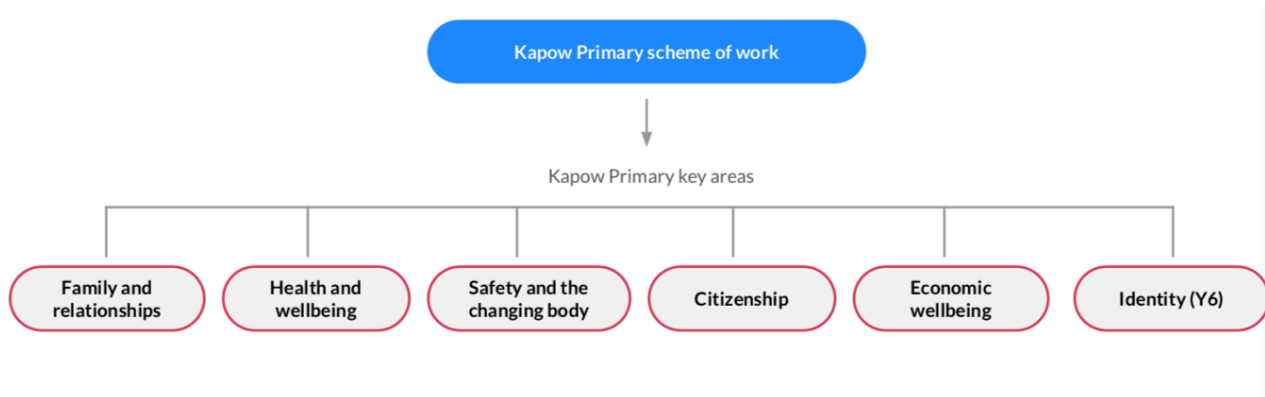 Kapow Primary scheme of work
Kapow Primary key areas
Family and
relationships
Health and
wellbeing
Safety and the
changing body
Citizenship
Economic
wellbeing
Identity (Y6)